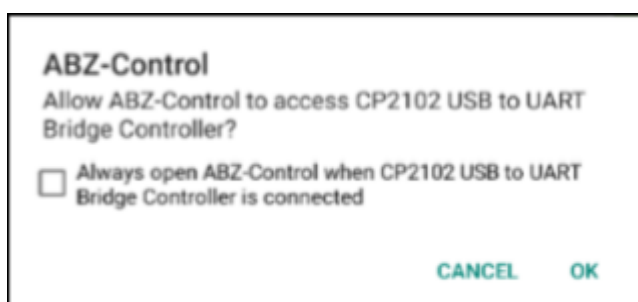 ABZ-Control
Allow ABZ-Control to access CP2102 USB to UART
Bridge Controller?
Always open ABZ-Control when CP2102 USB to UART
Bridge Controller is connected
CANCEL OK